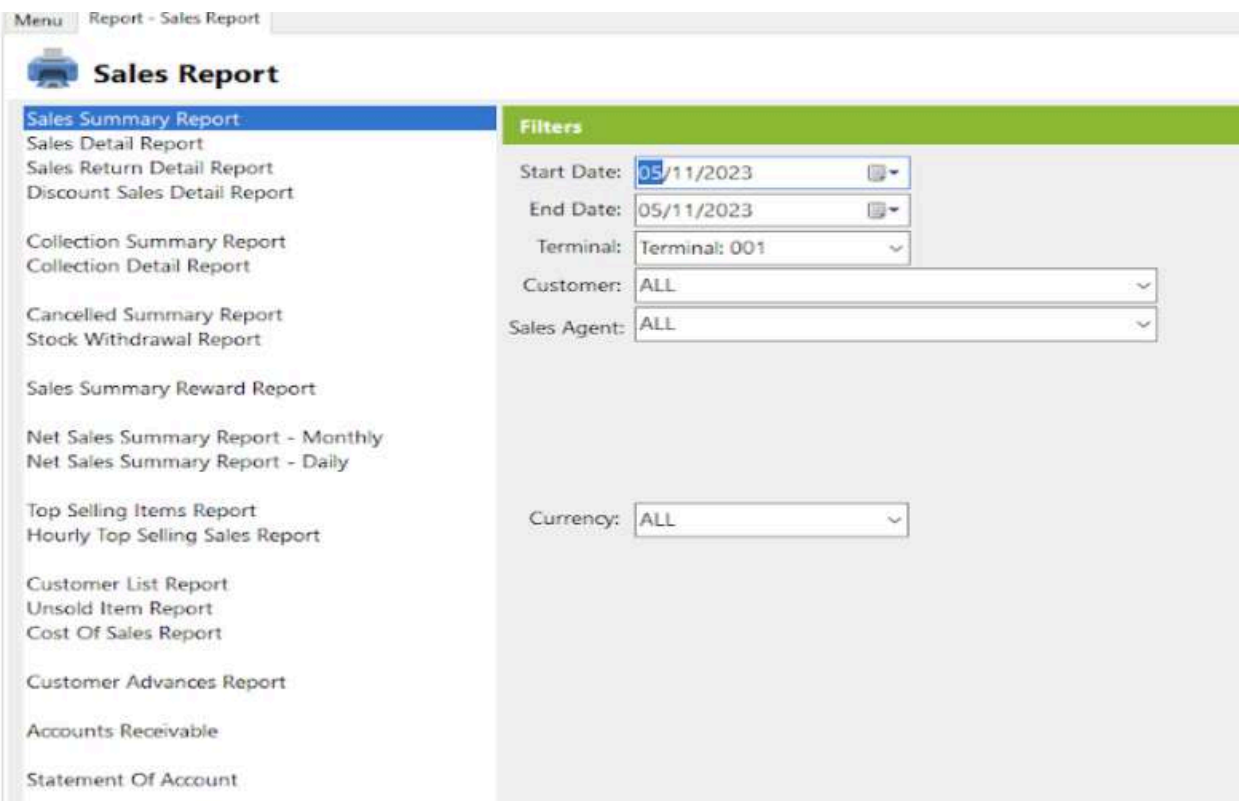 Menu
Report - Sales Report
Sales Report
Sales Summary Report
Sales Detail Report
Sales Return Detail Report
Discount Sales Detail Report
Collection Summary Report
Collection Detail Report
Cancelled Summary Report
Stock Withdrawal Report
Sales Summary Reward Report
Net Sales Summary Report - Monthly
Net Sales Summary Report - Daily
Top Selling Items Report
Hourly Top Selling Sales Report
Customer List Report
Unsold Item Report
Cost Of Sales Report
Customer Advances Report
Accounts Receivable
Statement Of Account
Filters
Start Date: 05/11/2023
End Date: 05/11/2023
Terminal: Terminal: 001
Customer: ALL
Sales Agent: ALL
Currency: ALL